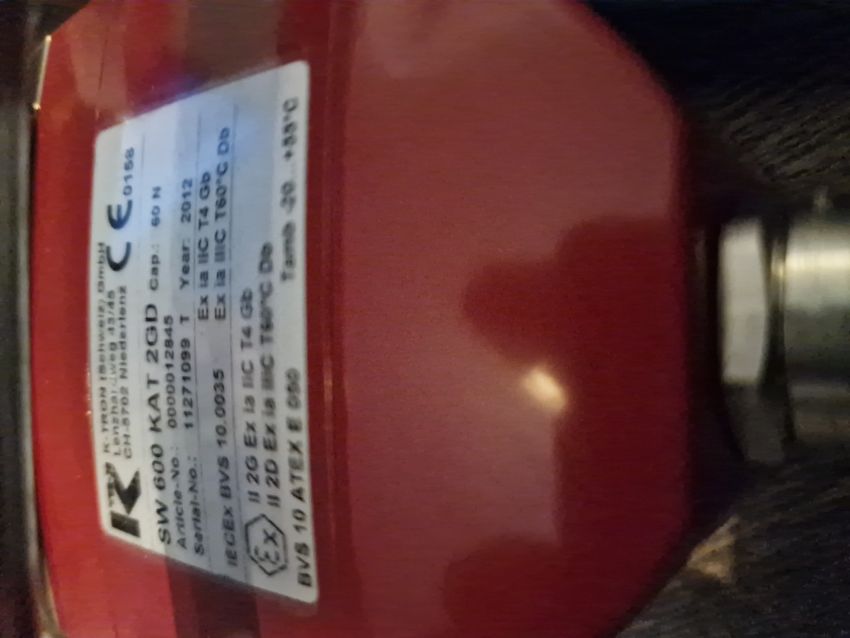 K-TRON (Schweiz) GmbH
Lenzhardweg 43/45
CH-5702 Niederlenz
CE 0158
SW 600 KAT 2GD Cap.: 60 N
Article-No.: 0000012845
Serial-No.: 11271099 T Year: 2012
Ex ia IIC T4 Gb
IECEx BVS 10.0035 Ex ia IIIC T60°C Db
Ex II 2G Ex ia IIC T4 Gb
II 2D Ex ia IIIC T60°C Db
BVS 10 ATEX E 050 Tamb -20...+55°C